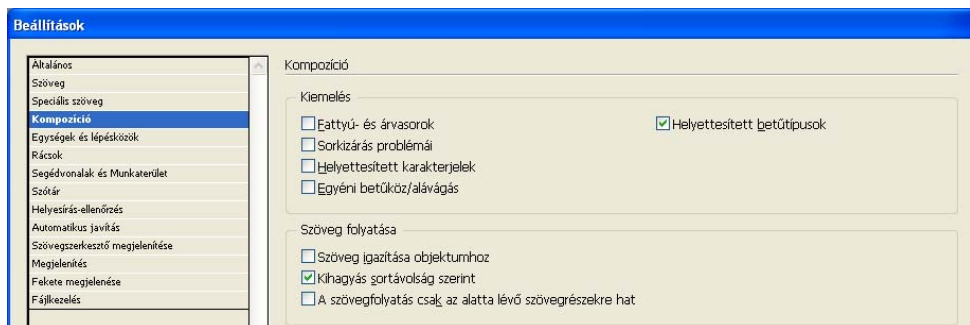 Beállítások
Általános
Szöveg
Speciális szöveg
Kompozíció
Egységek és lépésközök
Rácsok
Segédvonalak és Munkaterület
Szótár
Helyesírás-ellenőrzés
Automatikus javítás
Szövegszerkesztő megjelenítése
Megjelenítés
Fekete megjelenése
Fájlkezelés
Kompozíció
Kiemelés
Fattyú- és árvasorok
Helyettesített betűtípusok
Sorkizárás problémái
Helyettesített karakterjelek
Egyéni betűköz/alávágás
Szöveg folyatása
Szöveg igazítása objektumhoz
Kihagyás sortávolság szerint
A szövegfolyatás csak az alatta lévő szövegrészekre hat